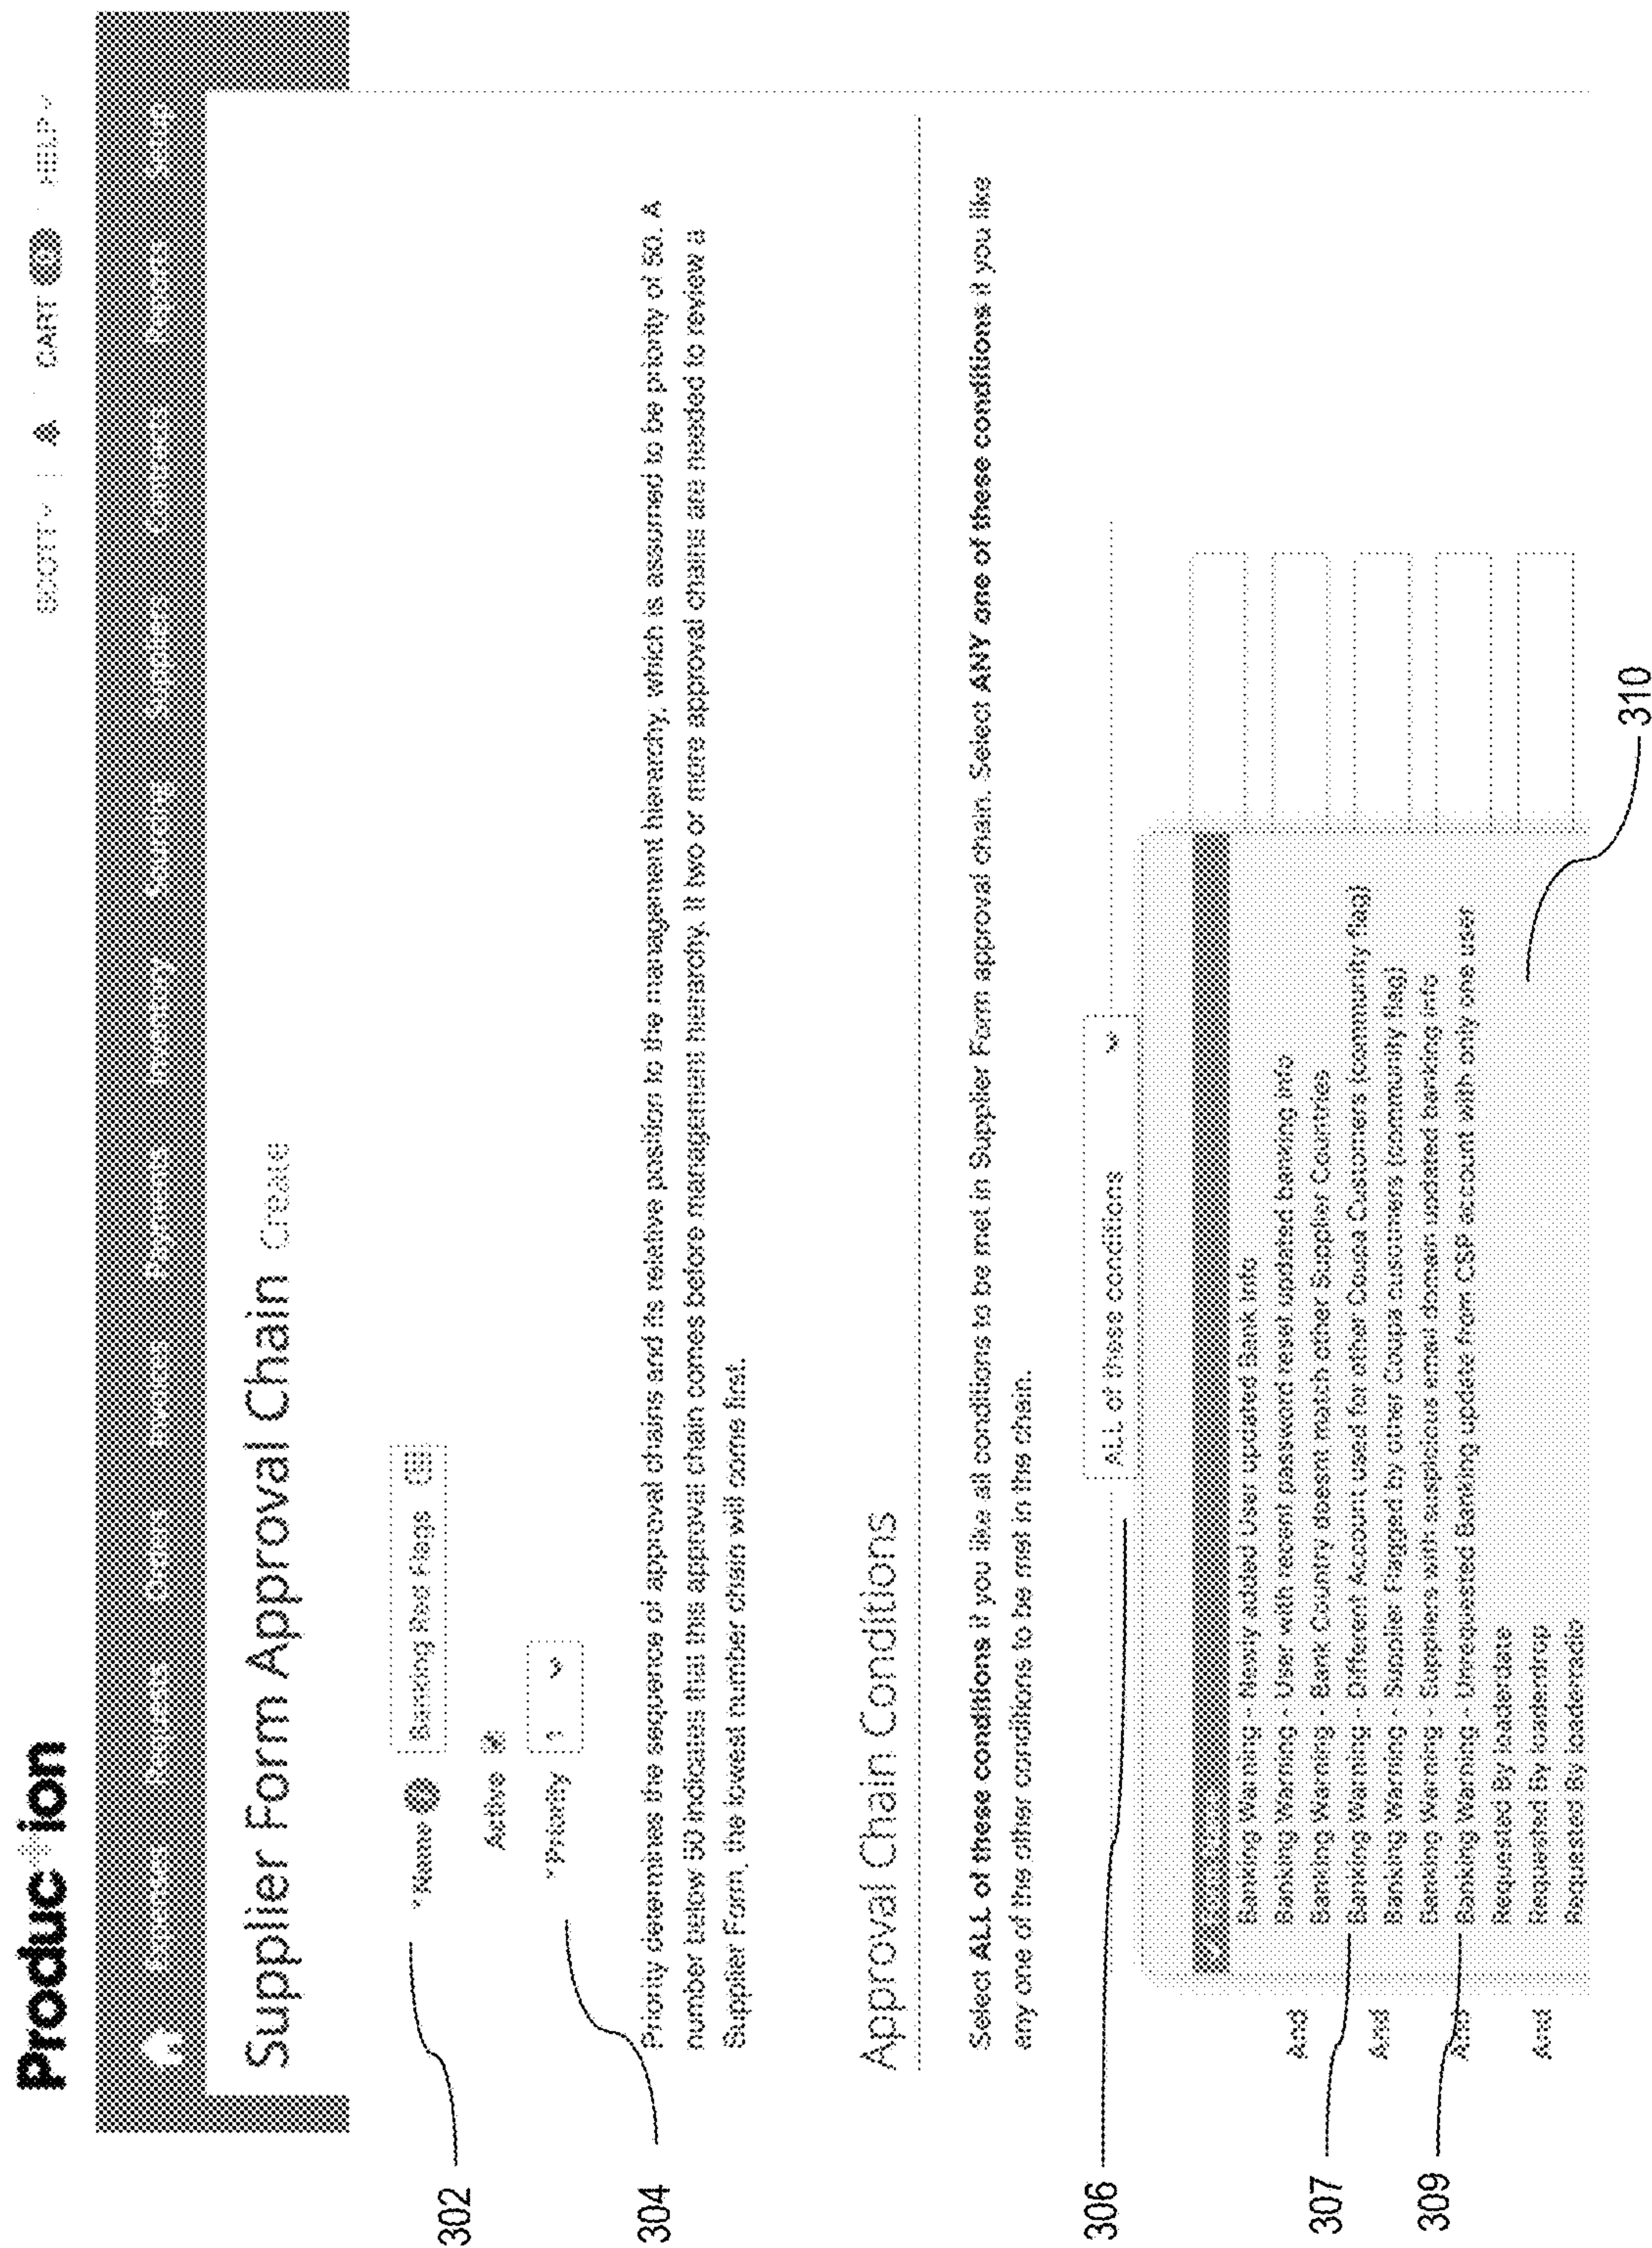 Production
SCOTT CART HELP
Inventory
Supplier Form Approval Chain Create
302
*Name Banking Red Flags
Active
304
*Priority 1
Priority determines the sequence of approval chains and its relative position to the management hierarchy, which is assumed to be priority of 50. A
number below 50 indicates that this approval chain comes before management hierarchy. If two or more approval chains are needed to review a
Supplier Form, the lowest number chain will come first.
Approval Chain Conditions
Select ALL of these conditions if you like all conditions to be met in Supplier Form approval chain. Select ANY one of these conditions if you like
any one of the other conditions to be met in the chain.
306
ALL of these conditions
Banking Warning - Newly added User updated Bank Info
And
Banking Warning - User with recent password reset updated banking info
Banking Warning - Bank Country doesnt match other Supplier Countries
307
Banking Warning - Different Account used for other Coupa Customers (community flag)
And
Banking Warning - Supplier Flagged by other Coupa customers (community flag)
Banking Warning - Suppliers with suspicious email domain updated banking info
309
And
Banking Warning - Unrequested Banking update from CSP account with only one user
Requested By loaderdate
And
Requested By loaderdrop
Requested By loaderradio
310